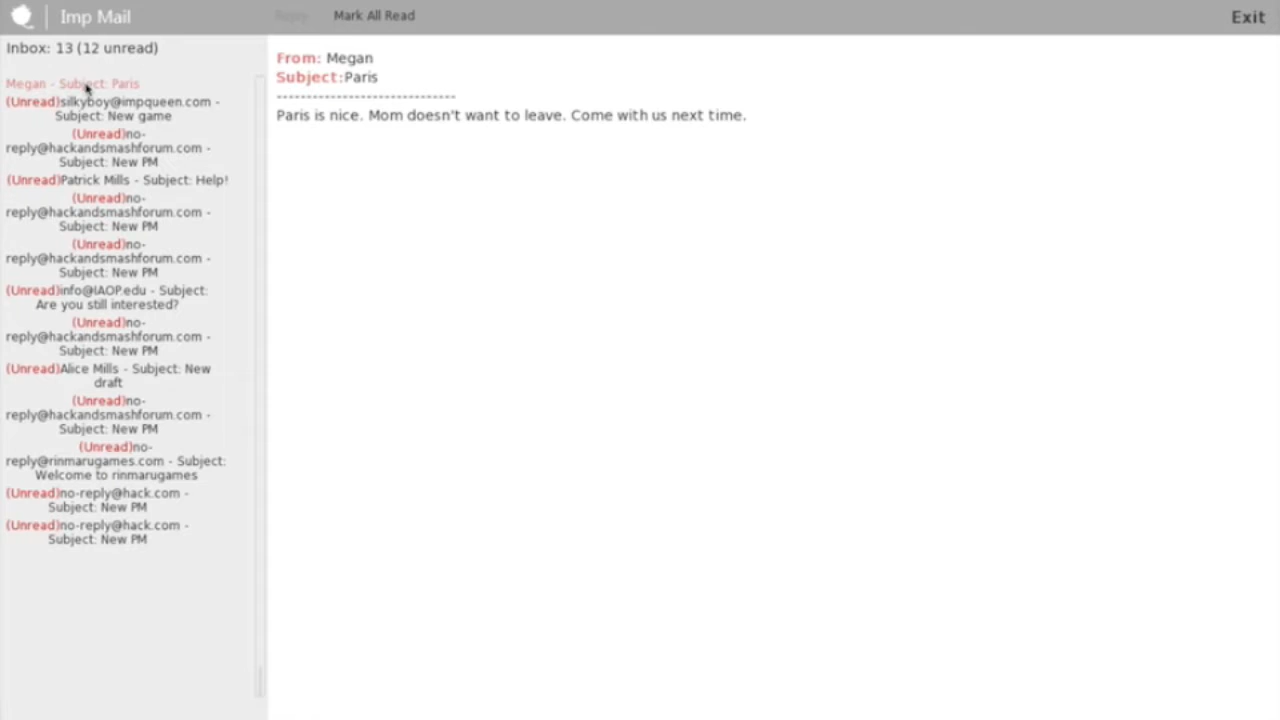 Imp Mail
Reply
Mark All Read
Exit
Inbox: 13 (12 unread)
Megan - Subject: Paris
(Unread)silkyboy@impqueen.com -
Subject: New game
(Unread)no-
reply@hackandsmashforum.com -
Subject: New PM
(Unread)Patrick Mills - Subject: Help!
(Unread)no-
reply@hackandsmashforum.com -
Subject: New PM
(Unread)no-
reply@hackandsmashforum.com -
Subject: New PM
(Unread)info@IAOP.edu - Subject:
Are you still interested?
(Unread)no-
reply@hackandsmashforum.com -
Subject: New PM
(Unread)Alice Mills - Subject: New
draft
(Unread)no-
reply@hackandsmashforum.com -
Subject: New PM
(Unread)no-
reply@rinmarugames.com - Subject:
Welcome to rinmarugames
(Unread)no-reply@hack.com -
Subject: New PM
(Unread)no-reply@hack.com -
Subject: New PM
From: Megan
Subject:Paris
------------------------------
Paris is nice. Mom doesn't want to leave. Come with us next time.